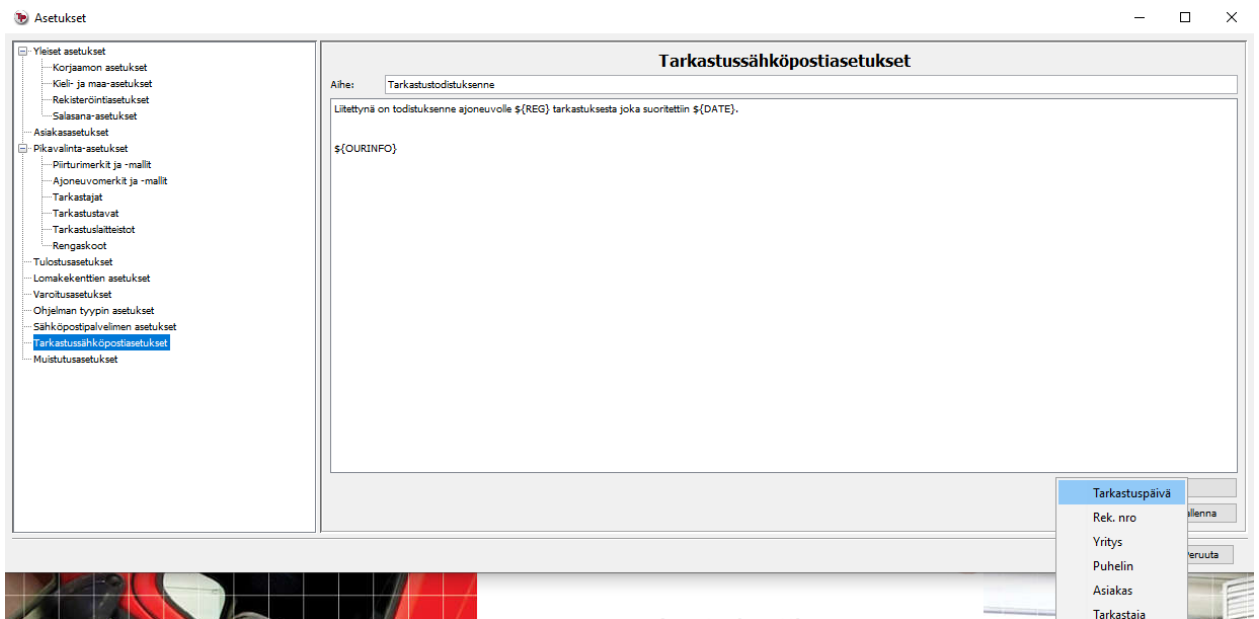 Asetukset
Yleiset asetukset
Korjaamon asetukset
Kieli- ja maa-asetukset
Rekisteröintiasetukset
Salasana-asetukset
Asiakasasetukset
Pikavalinta-asetukset
Piirturimerkit ja -mallit
Ajoneuvomerkit ja -mallit
Tarkastajat
Tarkastustavat
Tarkastuslaitteistot
Rengaskoot
Tulostusasetukset
Lomakekenttien asetukset
Varoitusasetukset
Ohjelman tyypin asetukset
Sähköpostipalvelimen asetukset
Tarkastussähköpostiasetukset
Muistutusasetukset
Tarkastussähköpostiasetukset
Aihe: Tarkastustodistuksenne
Liitettynä on todistuksenne ajoneuvolle ${REG} tarkastuksesta joka suoritettiin ${DATE}.
${OURINFO}
Tarkastuspäivä
Rek. nro
Yritys
Puhelin
Asiakas
Tarkastaja
llenna
eruuta